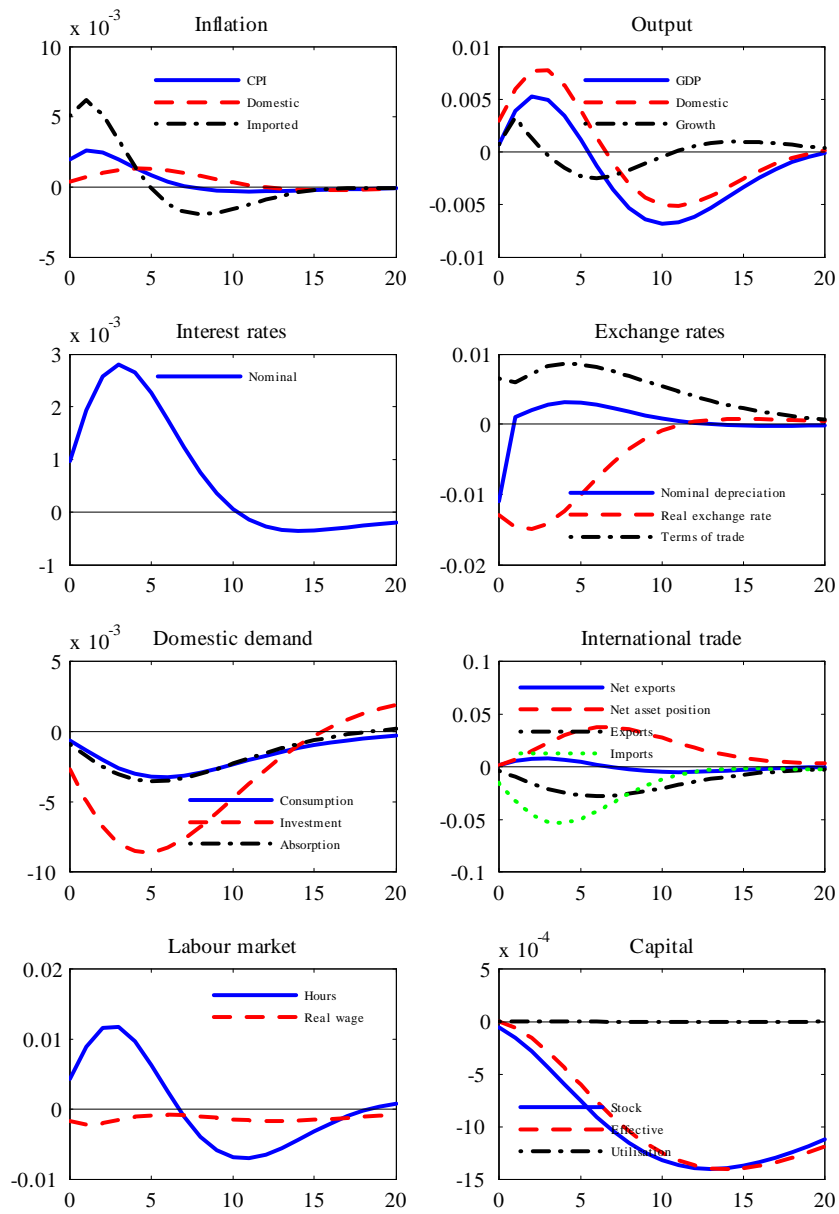 Inflation
x 10^-3
10
5
0
-5
0 5 10 15 20
CPI
Domestic
Imported
Output
0.01
0.005
0
-0.005
-0.01
0 5 10 15 20
GDP
Domestic
Growth
Interest rates
x 10^-3
3
2
1
0
-1
0 5 10 15 20
Nominal
Exchange rates
0.01
0
-0.01
-0.02
0 5 10 15 20
Nominal depreciation
Real exchange rate
Terms of trade
Domestic demand
x 10^-3
5
0
-5
-10
0 5 10 15 20
Consumption
Investment
Absorption
International trade
0.1
0.05
0
-0.05
-0.1
0 5 10 15 20
Net exports
Net asset position
Exports
Imports
Labour market
0.02
0.01
0
-0.01
0 5 10 15 20
Hours
Real wage
Capital
x 10^-4
5
0
-5
-10
-15
0 5 10 15 20
Stock
Effective
Utilisation